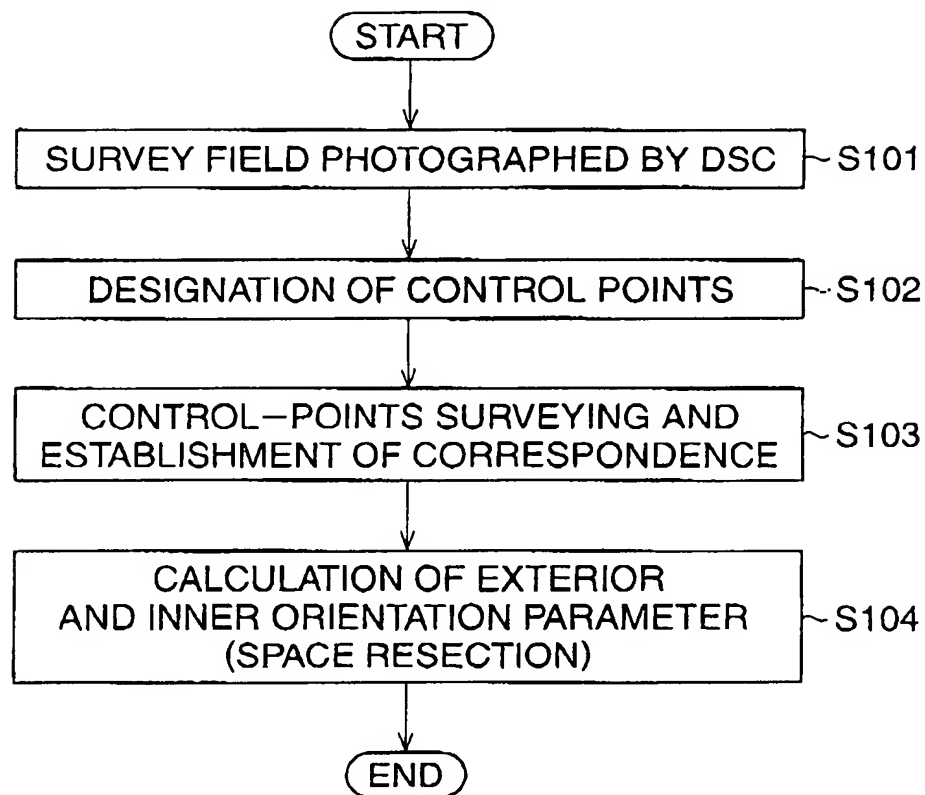 START
SURVEY FIELD PHOTOGRAPHED BY DSC
S101
DESIGNATION OF CONTROL POINTS
S102
CONTROL-POINTS SURVEYING AND
ESTABLISHMENT OF CORRESPONDENCE
S103
CALCULATION OF EXTERIOR
AND INNER ORIENTATION PARAMETER
(SPACE RESECTION)
S104
END